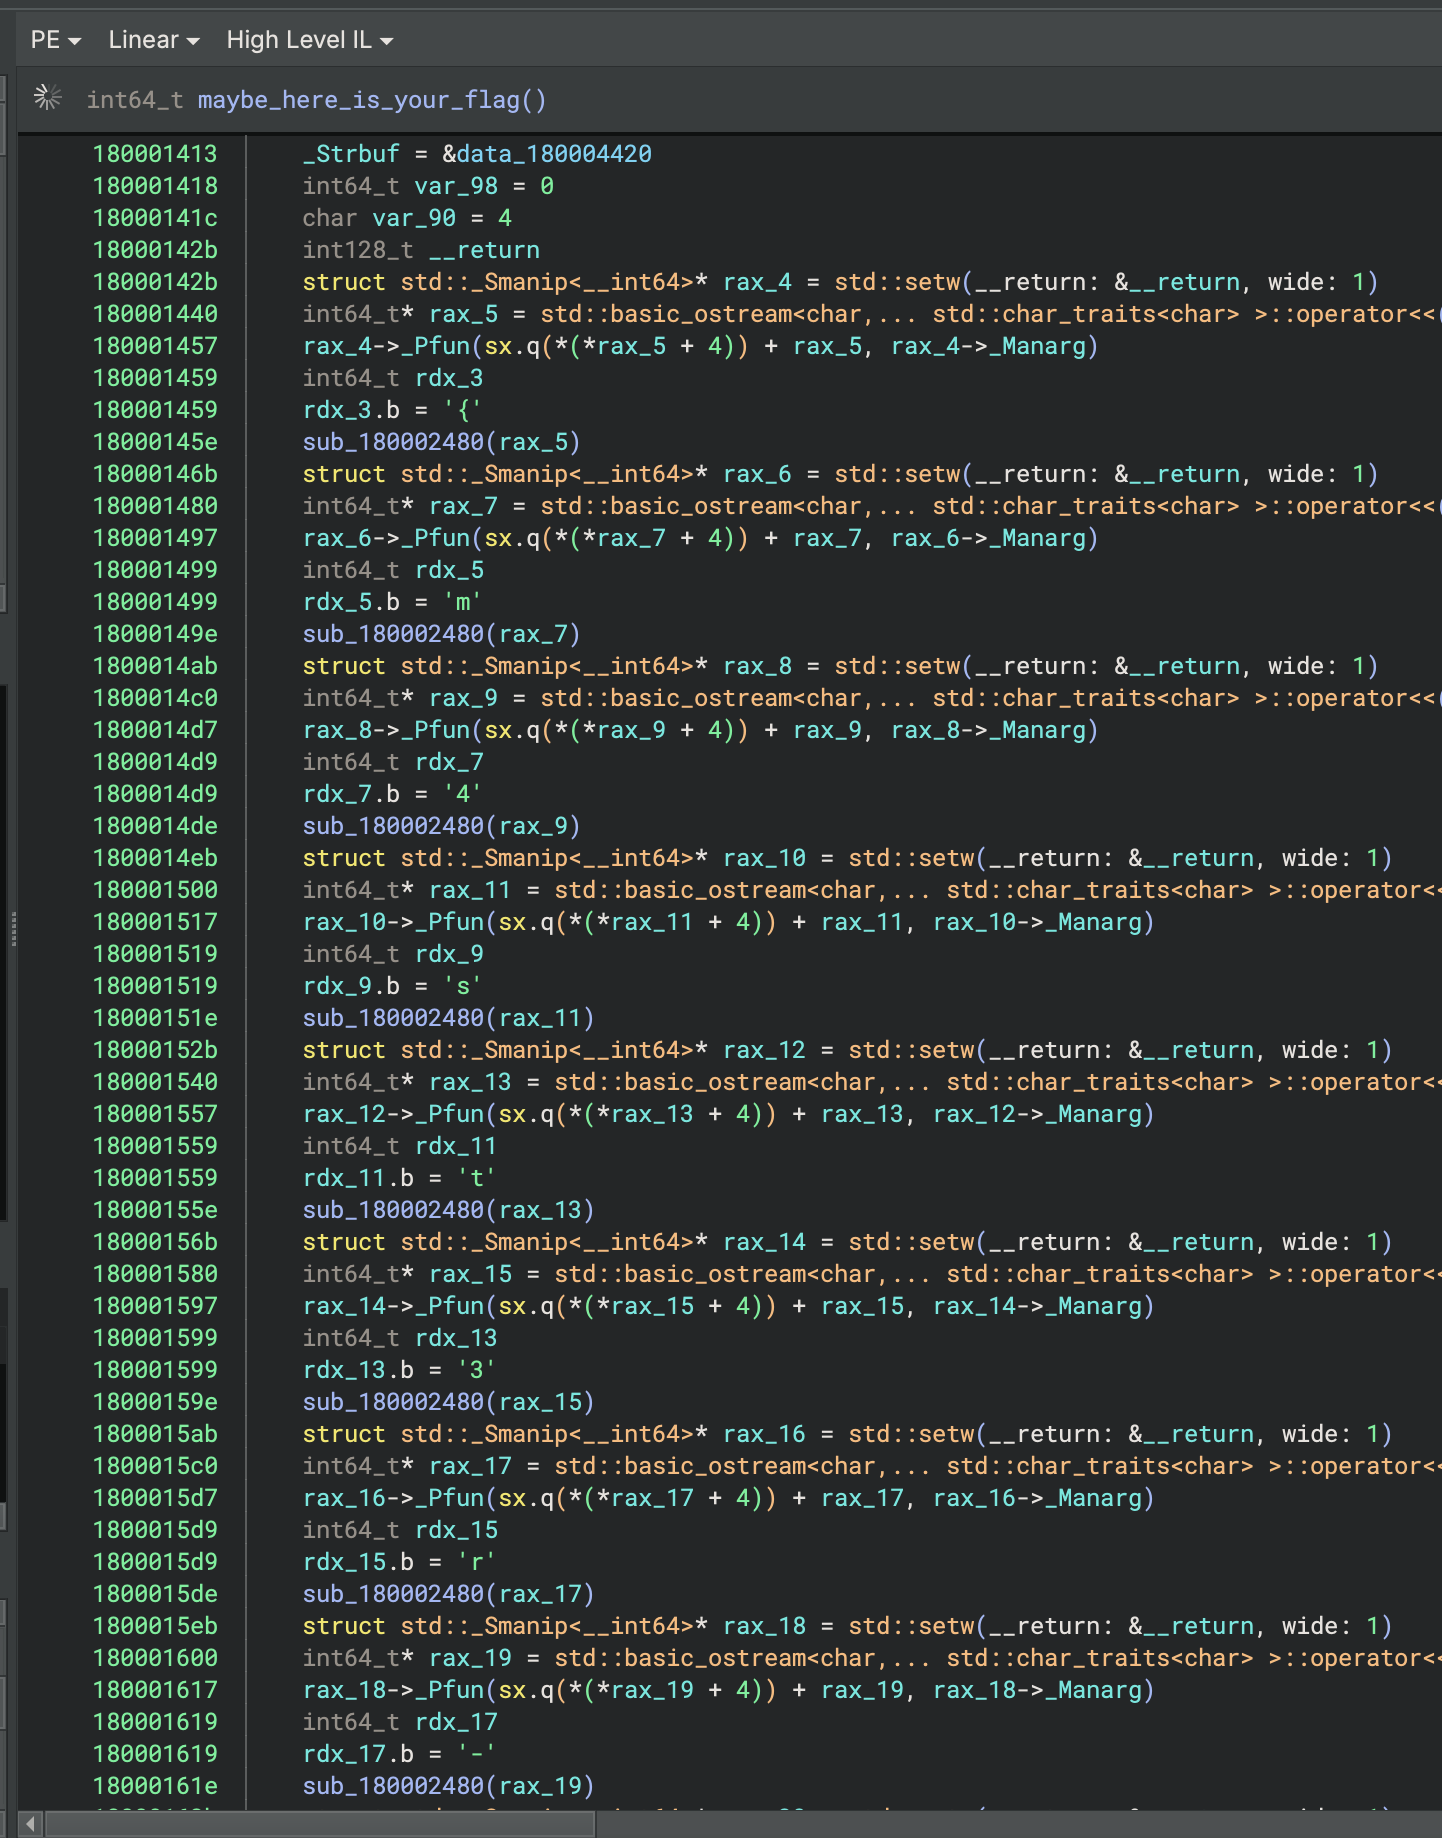 PE Linear High Level IL
int64_t maybe_here_is_your_flag()
180001413 _Strbuf = &data_180004420
180001418 int64_t var_98 = 0
18000141c char var_90 = 4
18000142b int128_t __return
18000142b struct std::_Smanip<__int64>* rax_4 = std::setw(__return: &__return, wide: 1)
180001440 int64_t* rax_5 = std::basic_ostream<char,... std::char_traits<char> >::operator<<(
180001457 rax_4->_Pfun(sx.q(*(*rax_5 + 4)) + rax_5, rax_4->_Manarg)
180001459 int64_t rdx_3
180001459 rdx_3.b = '{'
18000145e sub_180002480(rax_5)
18000146b struct std::_Smanip<__int64>* rax_6 = std::setw(__return: &__return, wide: 1)
180001480 int64_t* rax_7 = std::basic_ostream<char,... std::char_traits<char> >::operator<<(
180001497 rax_6->_Pfun(sx.q(*(*rax_7 + 4)) + rax_7, rax_6->_Manarg)
180001499 int64_t rdx_5
180001499 rdx_5.b = 'm'
18000149e sub_180002480(rax_7)
1800014ab struct std::_Smanip<__int64>* rax_8 = std::setw(__return: &__return, wide: 1)
1800014c0 int64_t* rax_9 = std::basic_ostream<char,... std::char_traits<char> >::operator<<(
1800014d7 rax_8->_Pfun(sx.q(*(*rax_9 + 4)) + rax_9, rax_8->_Manarg)
1800014d9 int64_t rdx_7
1800014d9 rdx_7.b = '4'
1800014de sub_180002480(rax_9)
1800014eb struct std::_Smanip<__int64>* rax_10 = std::setw(__return: &__return, wide: 1)
180001500 int64_t* rax_11 = std::basic_ostream<char,... std::char_traits<char> >::operator<<
180001517 rax_10->_Pfun(sx.q(*(*rax_11 + 4)) + rax_11, rax_10->_Manarg)
180001519 int64_t rdx_9
180001519 rdx_9.b = 's'
18000151e sub_180002480(rax_11)
18000152b struct std::_Smanip<__int64>* rax_12 = std::setw(__return: &__return, wide: 1)
180001540 int64_t* rax_13 = std::basic_ostream<char,... std::char_traits<char> >::operator<<
180001557 rax_12->_Pfun(sx.q(*(*rax_13 + 4)) + rax_13, rax_12->_Manarg)
180001559 int64_t rdx_11
180001559 rdx_11.b = 't'
18000155e sub_180002480(rax_13)
18000156b struct std::_Smanip<__int64>* rax_14 = std::setw(__return: &__return, wide: 1)
180001580 int64_t* rax_15 = std::basic_ostream<char,... std::char_traits<char> >::operator<<
180001597 rax_14->_Pfun(sx.q(*(*rax_15 + 4)) + rax_15, rax_14->_Manarg)
180001599 int64_t rdx_13
180001599 rdx_13.b = '3'
18000159e sub_180002480(rax_15)
1800015ab struct std::_Smanip<__int64>* rax_16 = std::setw(__return: &__return, wide: 1)
1800015c0 int64_t* rax_17 = std::basic_ostream<char,... std::char_traits<char> >::operator<<
1800015d7 rax_16->_Pfun(sx.q(*(*rax_17 + 4)) + rax_17, rax_16->_Manarg)
1800015d9 int64_t rdx_15
1800015d9 rdx_15.b = 'r'
1800015de sub_180002480(rax_17)
1800015eb struct std::_Smanip<__int64>* rax_18 = std::setw(__return: &__return, wide: 1)
180001600 int64_t* rax_19 = std::basic_ostream<char,... std::char_traits<char> >::operator<<
180001617 rax_18->_Pfun(sx.q(*(*rax_19 + 4)) + rax_19, rax_18->_Manarg)
180001619 int64_t rdx_17
180001619 rdx_17.b = '-'
18000161e sub_180002480(rax_19)